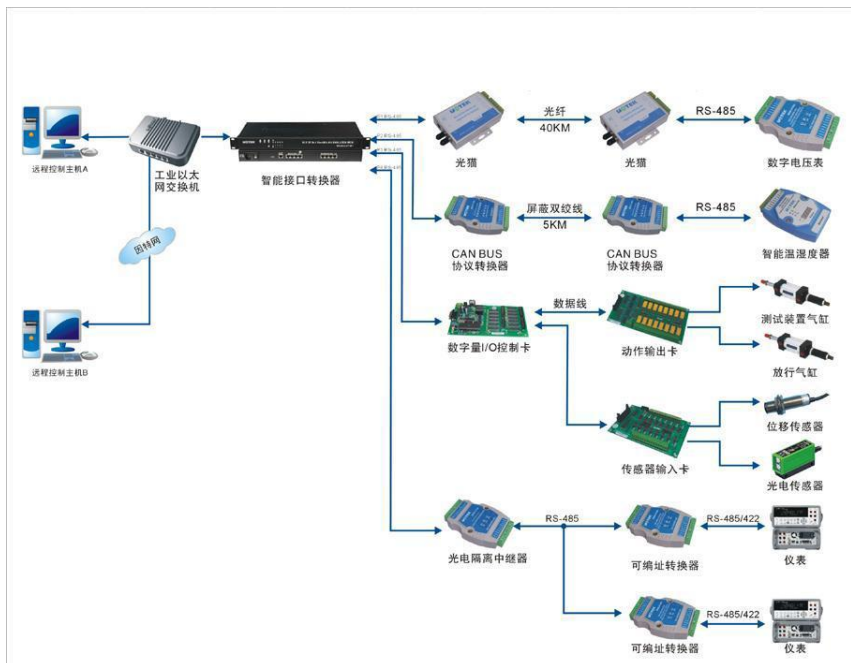 光纤
RS-485
40KM
远程控制主机A
工业以太
网交换机
智能接口转换器
光猫
光猫
数字电压表
屏蔽双绞线
RS-485
5KM
因特网
CAN BUS
协议转换器
CAN BUS
协议转换器
智能温湿度器
数据线
测试装置气缸
数字量I/O控制卡
动作输出卡
放行气缸
远程控制主机B
位移传感器
传感器输入卡
光电传感器
RS-485
RS-485/422
光电隔离中继器
可编址转换器
仪表
RS-485/422
可编址转换器
仪表